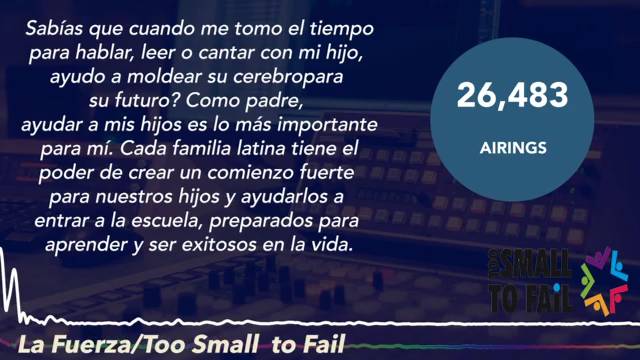 Sabías que cuando me tomo el tiempo
para hablar, leer o cantar con mi hijo,
ayudo a moldear su cerebropara
su futuro? Como padre,
ayudar a mis hijos es lo más importante
para mí. Cada familia latina tiene el
poder de crear un comienzo fuerte
para nuestros hijos y ayudarlos a
entrar a la escuela, preparados para
aprender y ser exitosos en la vida.
26,483
AIRINGS
TOO
SMALL
TO FAIL
La Fuerza/Too Small to Fail